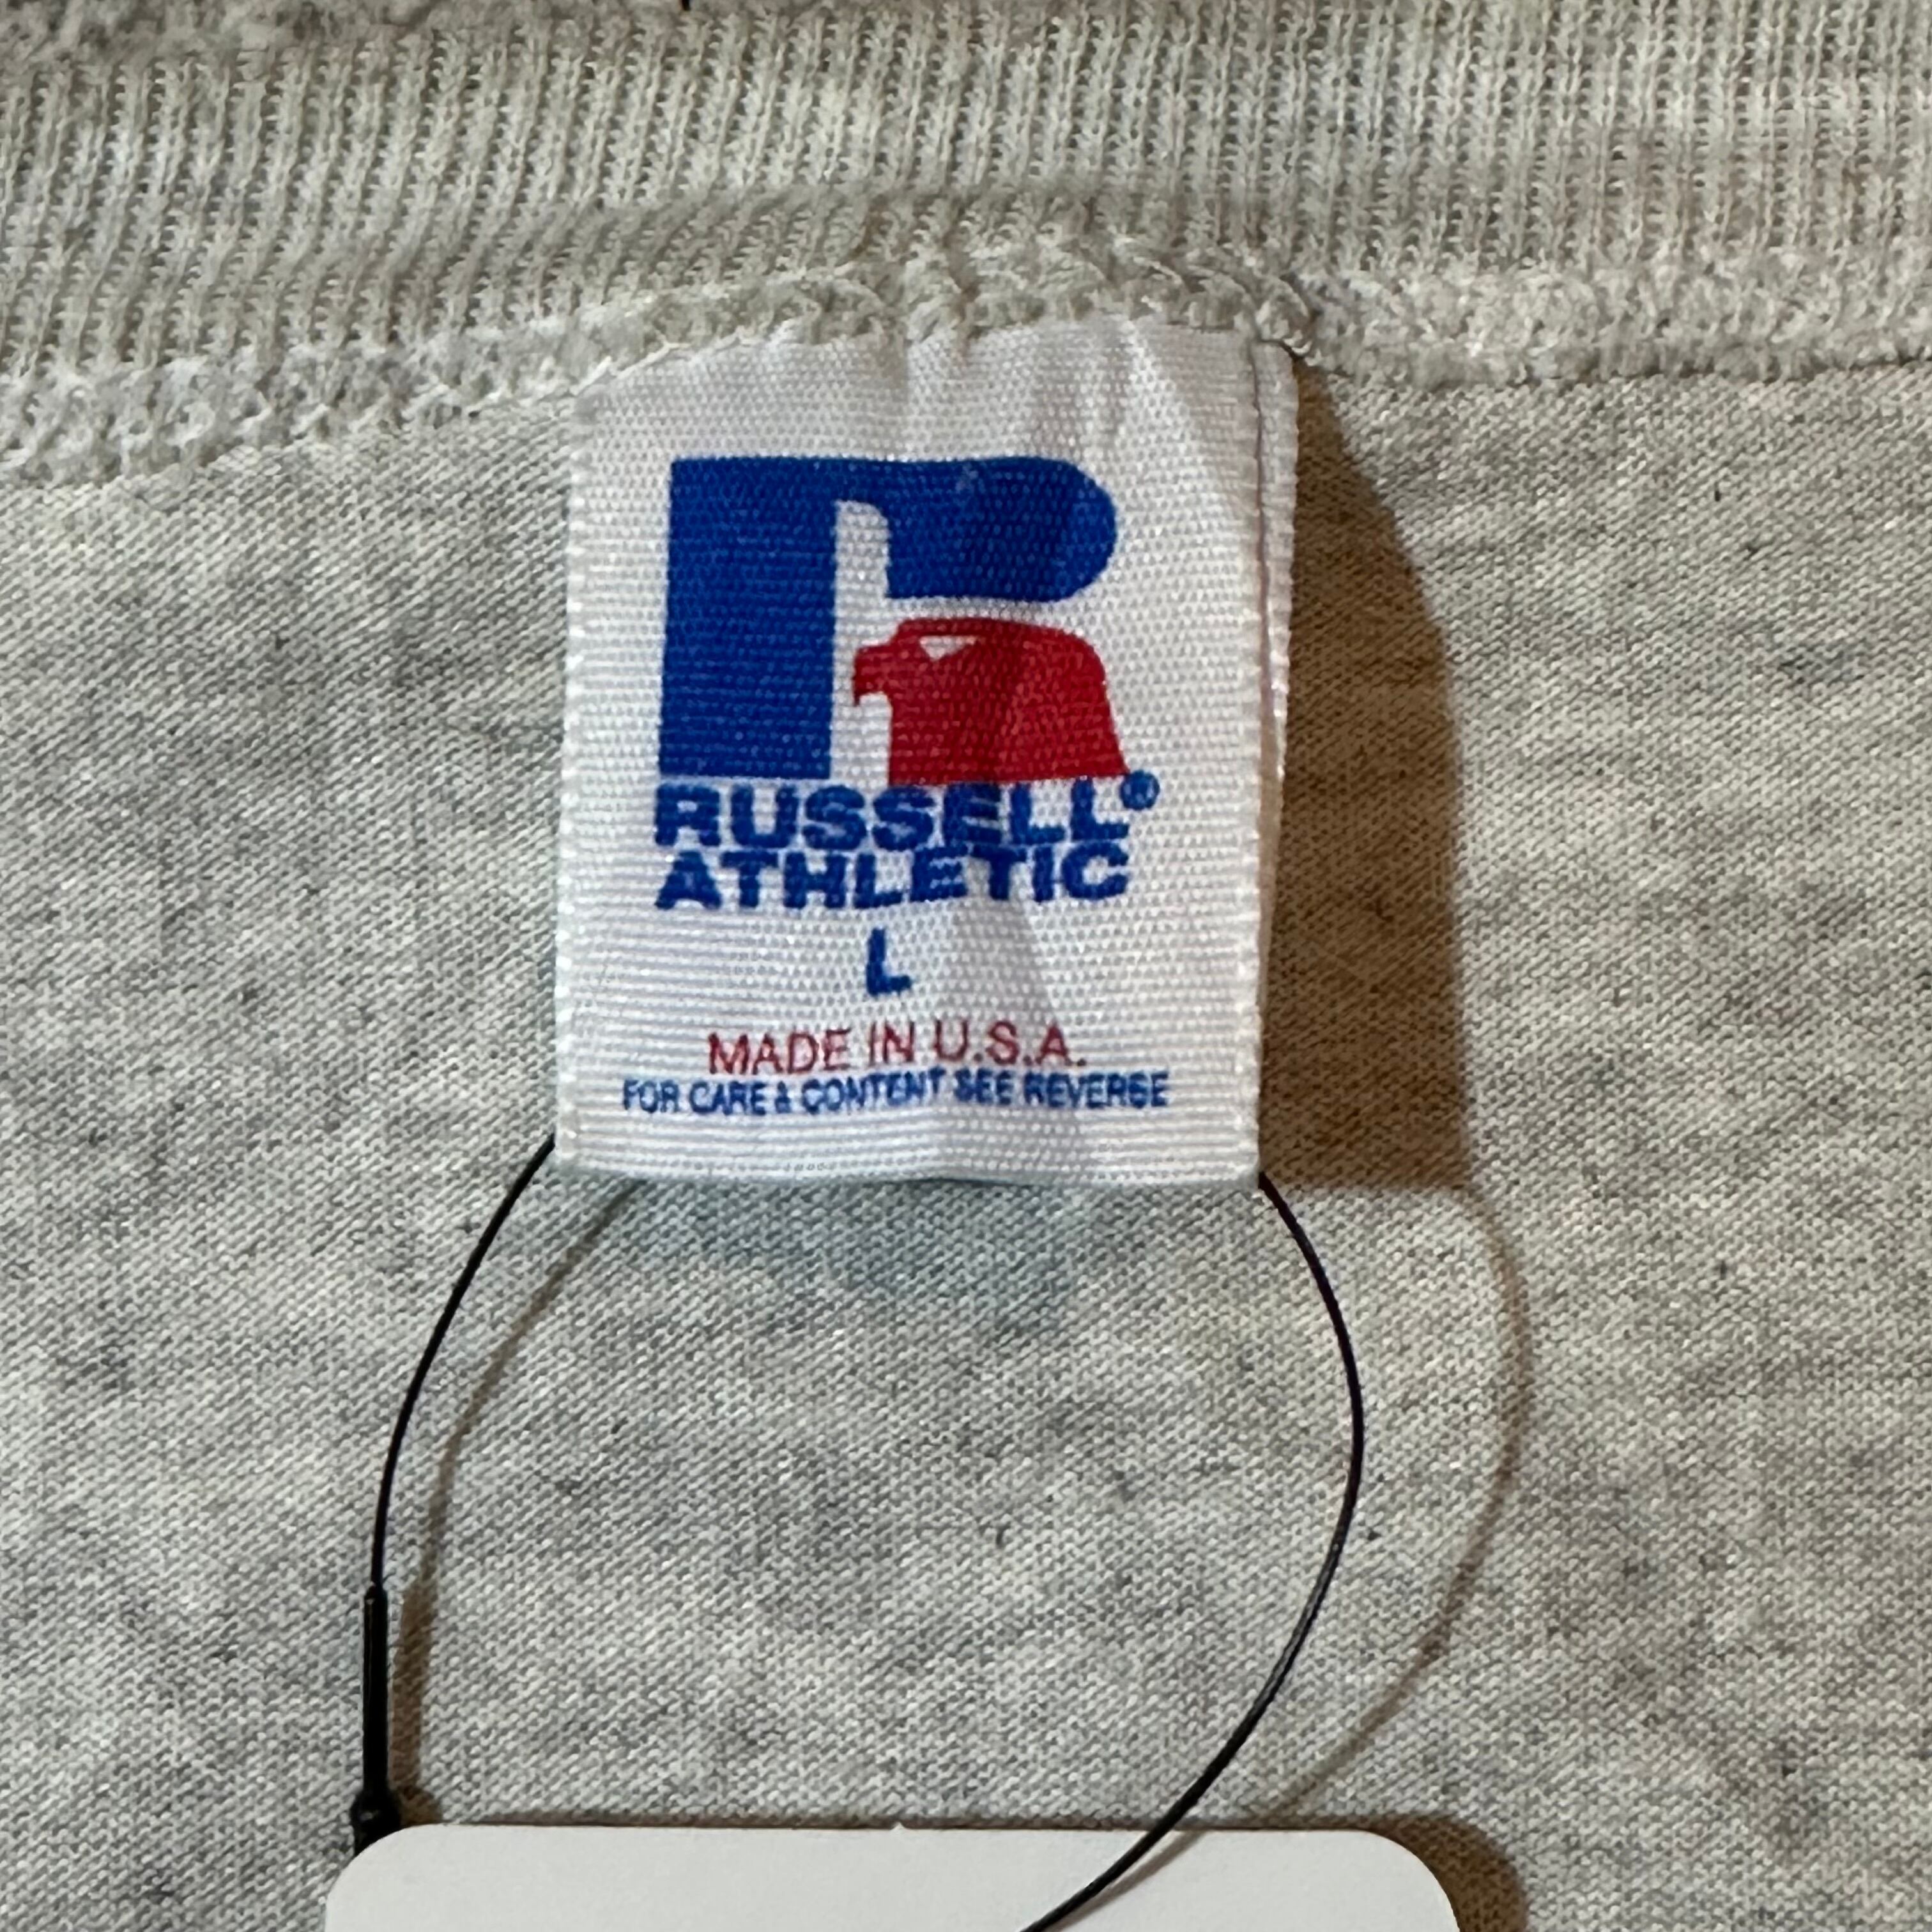 RUSSELL®
ATHLETIC
L
MADE IN U.S.A.
FOR CARE & CONTENT SEE REVERSE